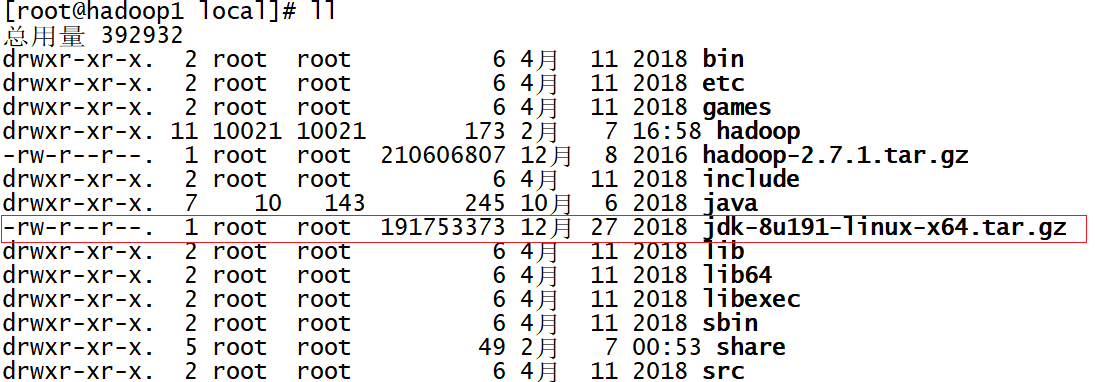 [root@hadoop1 local]# ll
总用量 392932
drwxr-xr-x.  2 root  root          6 4月  11 2018 bin
drwxr-xr-x.  2 root  root          6 4月  11 2018 etc
drwxr-xr-x.  2 root  root          6 4月  11 2018 games
drwxr-xr-x. 11 10021 10021       173 2月   7 16:58 hadoop
-rw-r--r--.  1 root  root  210606807 12月  8 2016 hadoop-2.7.1.tar.gz
drwxr-xr-x.  2 root  root          6 4月  11 2018 include
drwxr-xr-x.  7    10   143       245 10月  6 2018 java
-rw-r--r--.  1 root  root  191753373 12月 27 2018 jdk-8u191-linux-x64.tar.gz
drwxr-xr-x.  2 root  root          6 4月  11 2018 lib
drwxr-xr-x.  2 root  root          6 4月  11 2018 lib64
drwxr-xr-x.  2 root  root          6 4月  11 2018 libexec
drwxr-xr-x.  2 root  root          6 4月  11 2018 sbin
drwxr-xr-x.  5 root  root         49 2月   7 00:53 share
drwxr-xr-x.  2 root  root          6 4月  11 2018 src